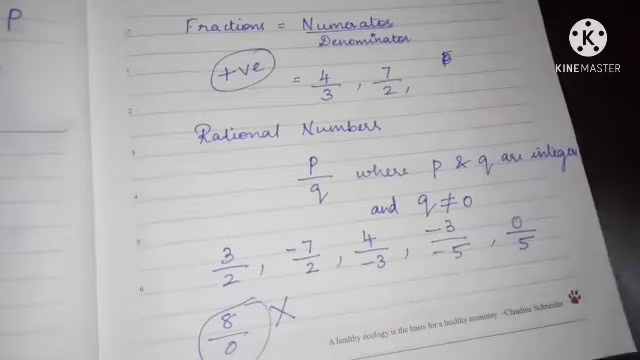 P
Fractions = Numerator
Denominator
+ve
= 4/3 , 7/2 ,
Rational Numbers
p/q where p & q are integer
and q ≠ 0
3/2 , -7/2 , 4/-3 , -3/-5 , 0/5
8/0 X
A healthy ecology is the basis for a healthy economy ~Claudine Schneider
KINEMASTER